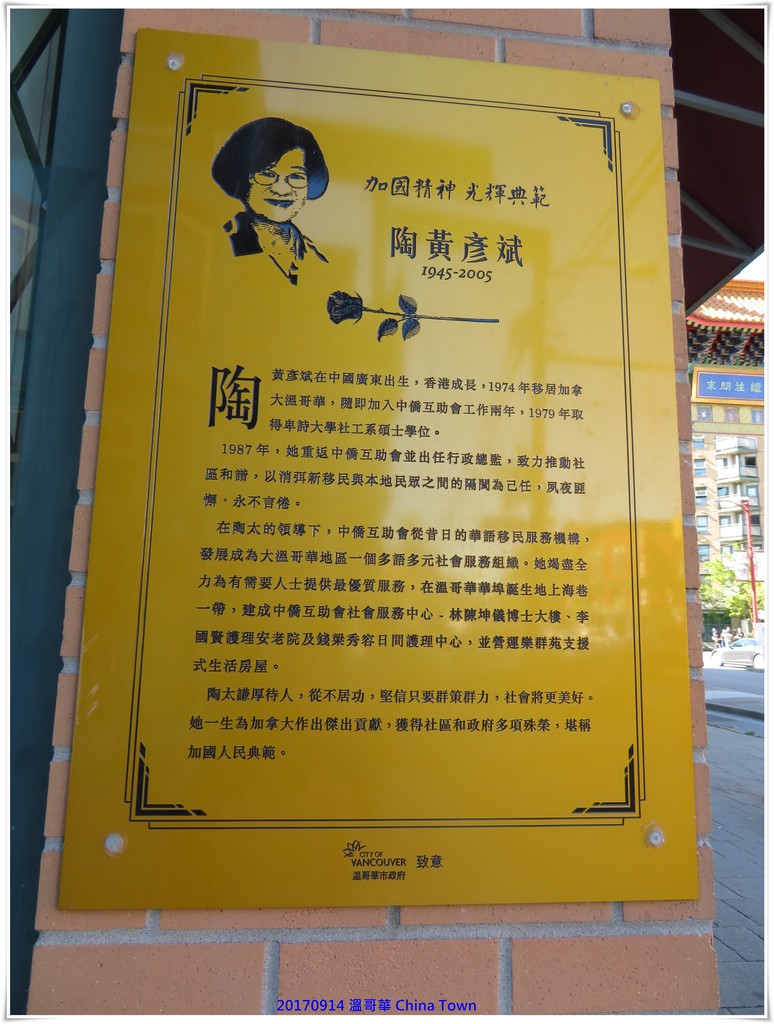 加國精神 光輝典範
陶黃彥斌
1945-2005
陶
黃彥斌在中國廣東出生，香港成長，1974 年移居加拿
大溫哥華，隨即加入中僑互助會工作兩年，1979 年取
得卑詩大學社工系碩士學位。
1987 年，她重返中僑互助會並出任行政總監，致力推動社
區和諧，以消弭新移民與本地民眾之間的隔閡為己任，夙夜匪
懈，永不言倦。
在陶太的領導下，中僑互助會從昔日的華語移民服務機構，
發展成為大溫哥華地區一個多語多元社會服務組織。她竭盡全
力為有需要人士提供最優質服務，在溫哥華華埠誕生地上海巷
一帶，建成中僑互助會社會服務中心 - 林陳坤儀博士大樓、李
國賢護理安老院及錢梁秀容日間護理中心，並營運樂群苑支援
式生活房屋。
陶太謙厚待人，從不居功，堅信只要群策群力，社會將更美好。
她一生為加拿大作出傑出貢獻，獲得社區和政府多項殊榮，堪稱
加國人民典範。
CITY OF
VANCOUVER 致意
溫哥華市政府
東閭往繼
20170914 溫哥華 China Town